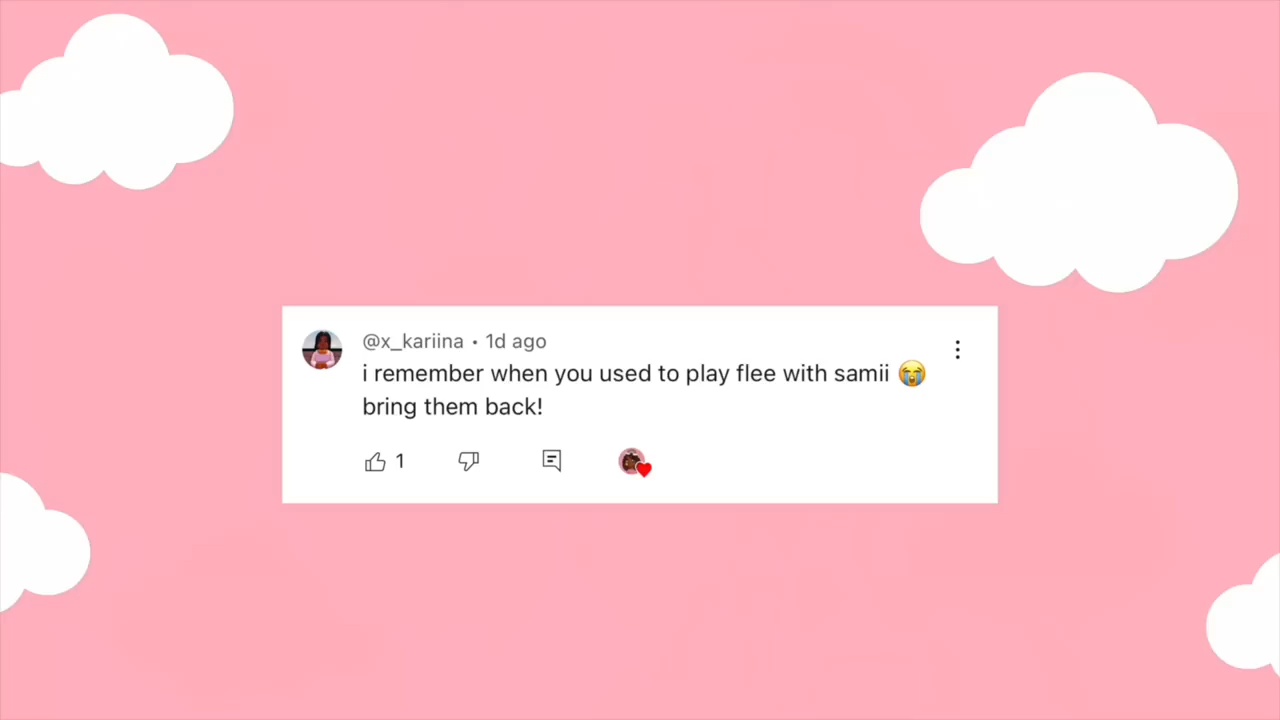 @x_kariina • 1d ago
i remember when you used to play flee with samii 😭
bring them back!
1